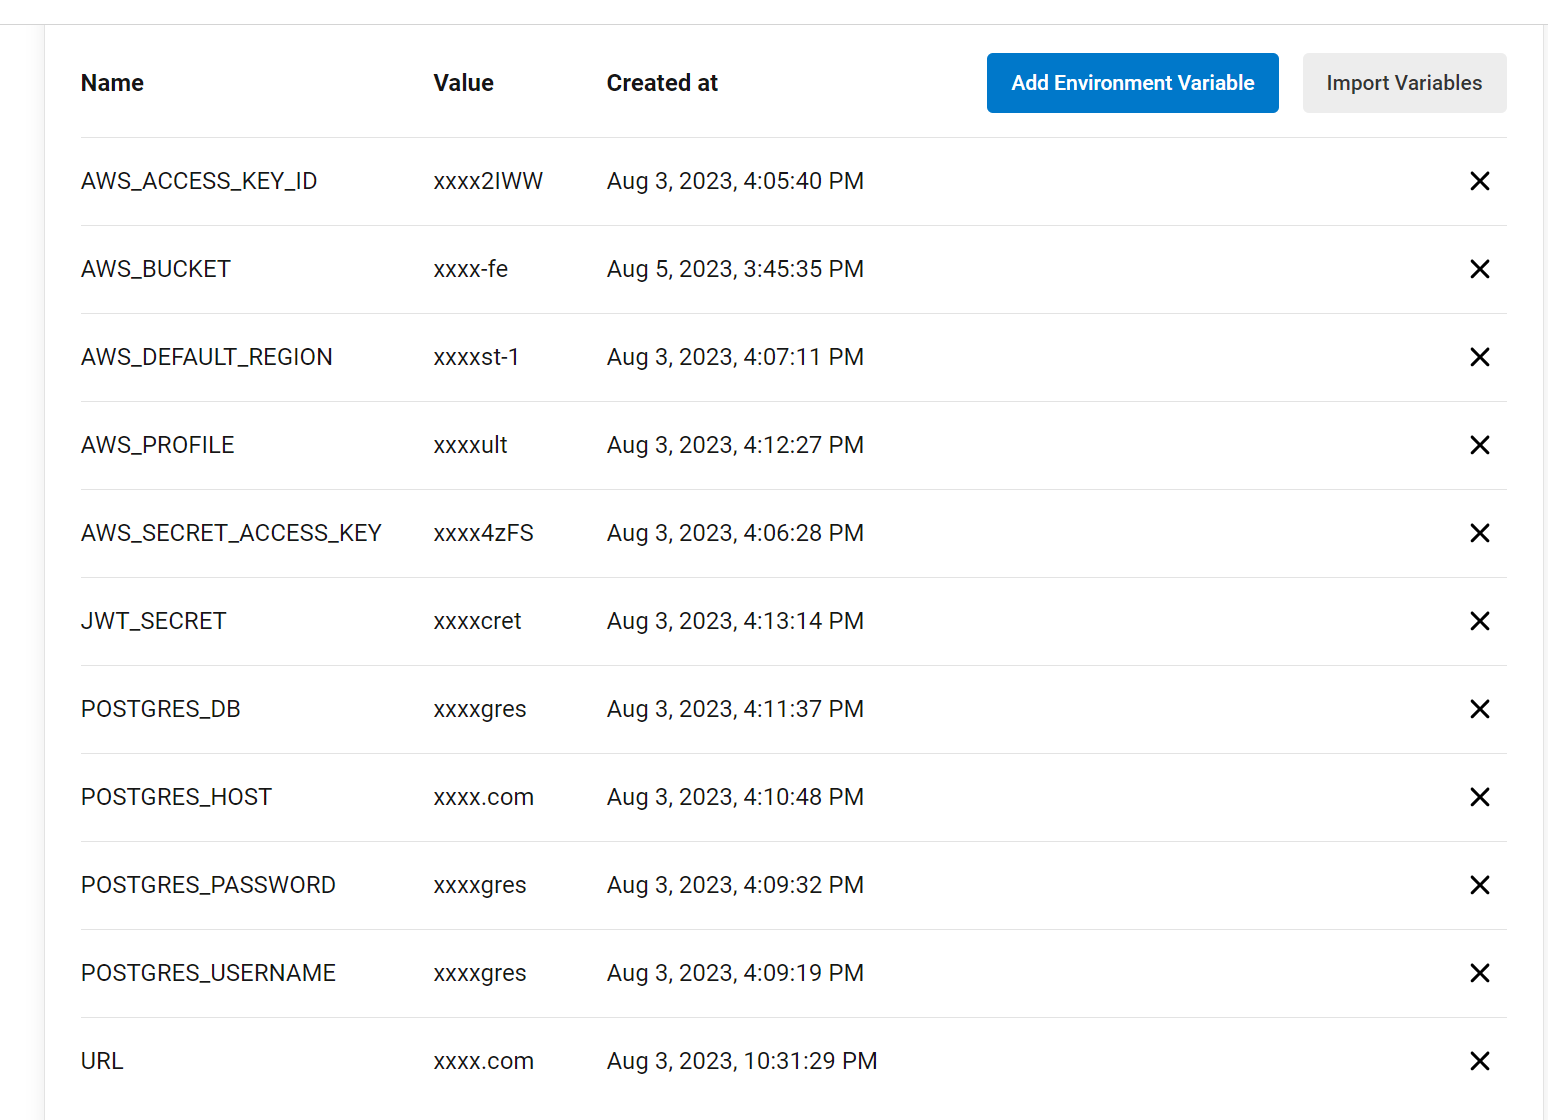 Name Value Created at Add Environment Variable Import Variables
AWS_ACCESS_KEY_ID xxxx2IWW Aug 3, 2023, 4:05:40 PM
AWS_BUCKET xxxx-fe Aug 5, 2023, 3:45:35 PM
AWS_DEFAULT_REGION xxxxst-1 Aug 3, 2023, 4:07:11 PM
AWS_PROFILE xxxxult Aug 3, 2023, 4:12:27 PM
AWS_SECRET_ACCESS_KEY xxxx4zFS Aug 3, 2023, 4:06:28 PM
JWT_SECRET xxxxcret Aug 3, 2023, 4:13:14 PM
POSTGRES_DB xxxxgres Aug 3, 2023, 4:11:37 PM
POSTGRES_HOST xxxx.com Aug 3, 2023, 4:10:48 PM
POSTGRES_PASSWORD xxxxgres Aug 3, 2023, 4:09:32 PM
POSTGRES_USERNAME xxxxgres Aug 3, 2023, 4:09:19 PM
URL xxxx.com Aug 3, 2023, 10:31:29 PM